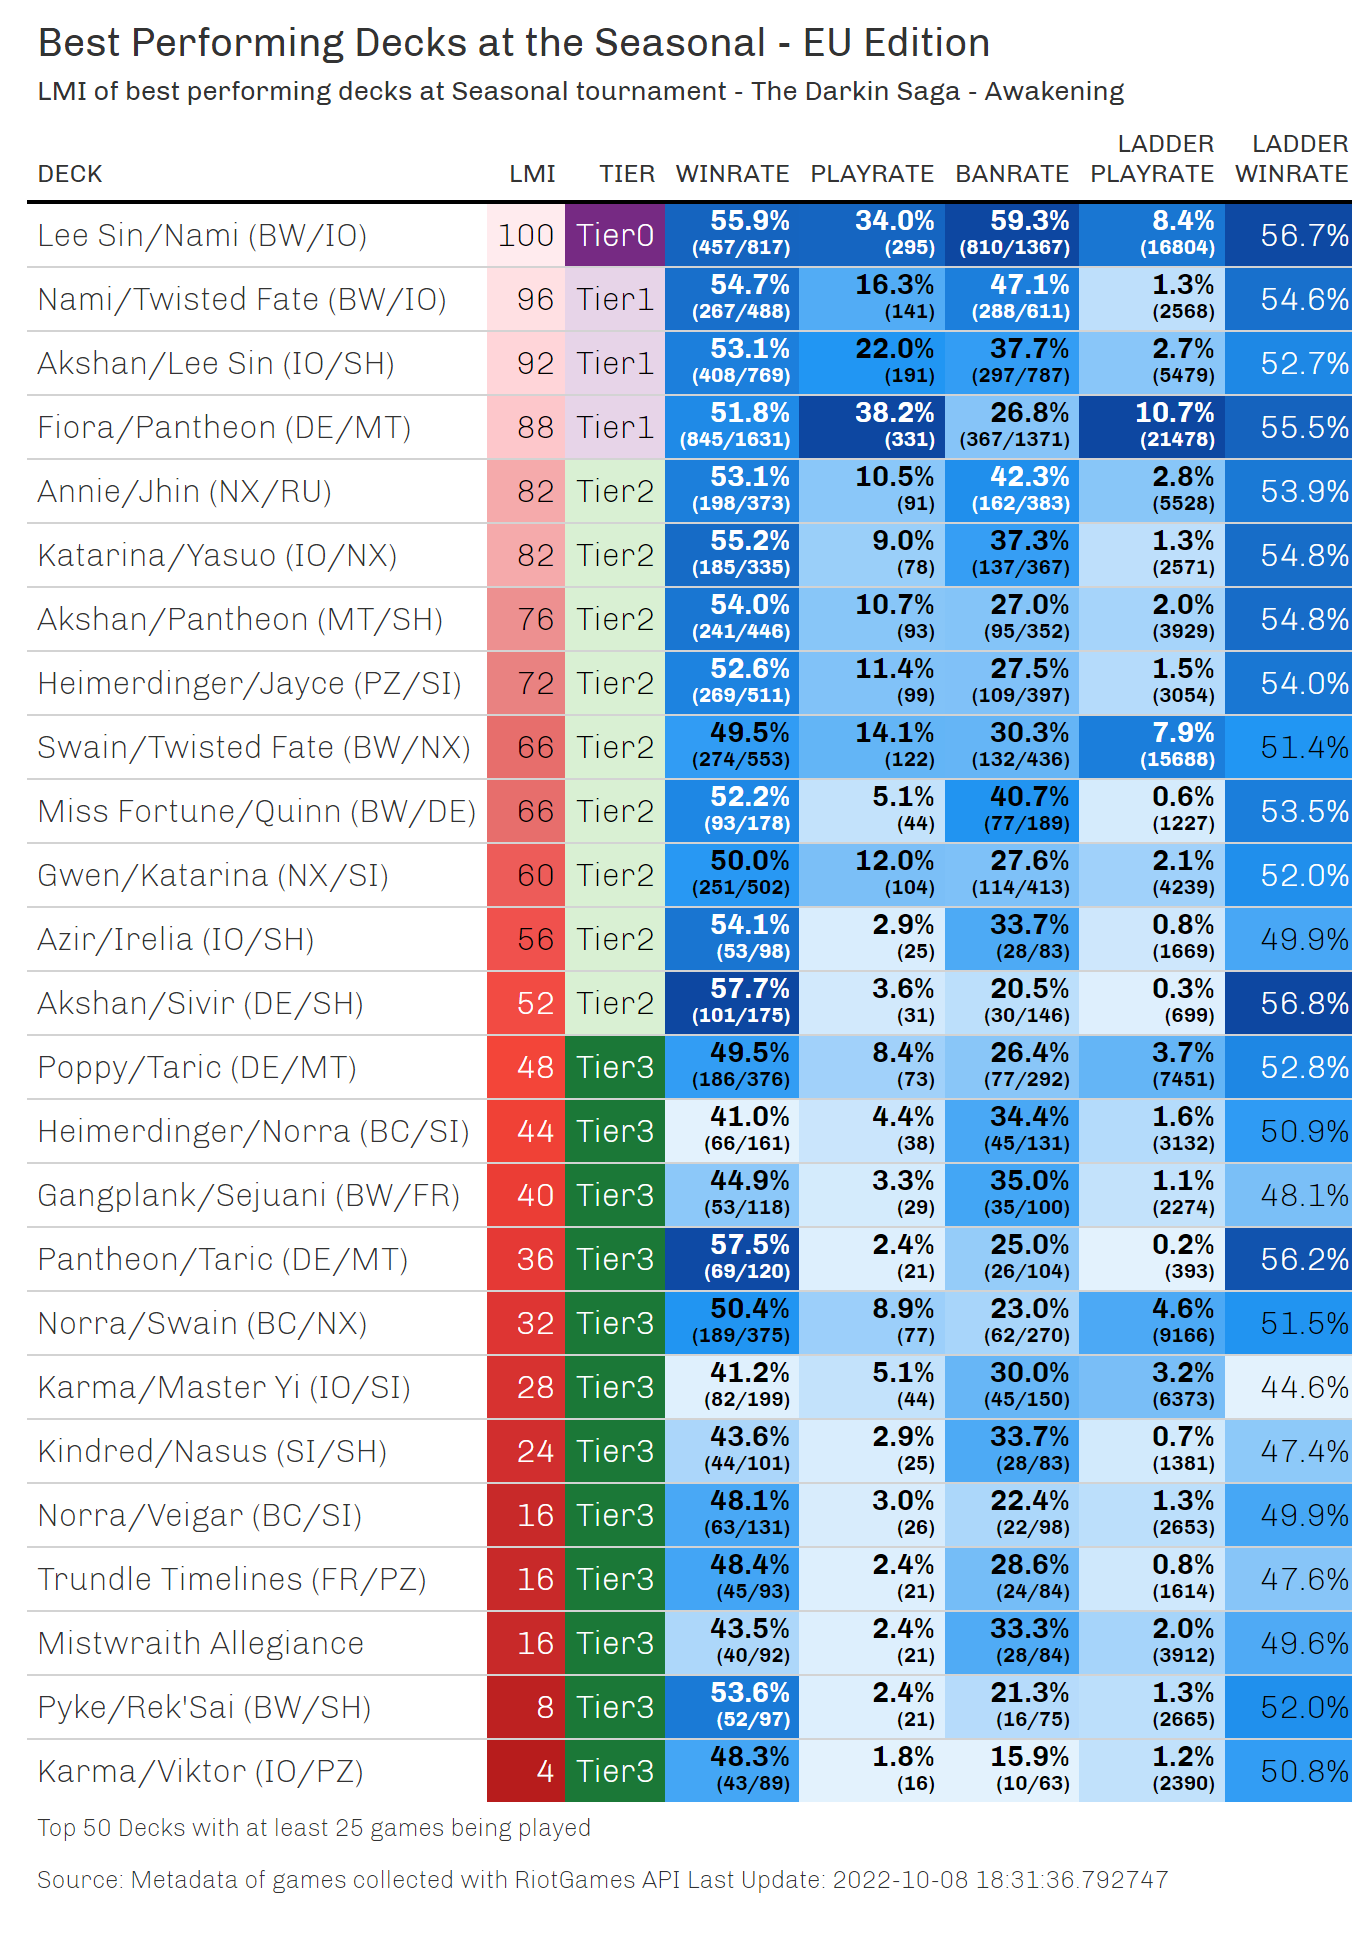 Best Performing Decks at the Seasonal - EU Edition
LMI of best performing decks at Seasonal tournament - The Darkin Saga - Awakening
DECK LMI TIER WINRATE PLAYRATE BANRATE LADDER PLAYRATE LADDER WINRATE
Lee Sin/Nami (BW/IO) 100 Tier0 55.9% (457/817) 34.0% (295) 59.3% (810/1367) 8.4% (16804) 56.7%
Nami/Twisted Fate (BW/IO) 96 Tier1 54.7% (267/488) 16.3% (141) 47.1% (288/611) 1.3% (2568) 54.6%
Akshan/Lee Sin (IO/SH) 92 Tier1 53.1% (408/769) 22.0% (191) 37.7% (297/787) 2.7% (5479) 52.7%
Fiora/Pantheon (DE/MT) 88 Tier1 51.8% (845/1631) 38.2% (331) 26.8% (367/1371) 10.7% (21478) 55.5%
Annie/Jhin (NX/RU) 82 Tier2 53.1% (198/373) 10.5% (91) 42.3% (162/383) 2.8% (5528) 53.9%
Katarina/Yasuo (IO/NX) 82 Tier2 55.2% (185/335) 9.0% (78) 37.3% (137/367) 1.3% (2571) 54.8%
Akshan/Pantheon (MT/SH) 76 Tier2 54.0% (241/446) 10.7% (93) 27.0% (95/352) 2.0% (3929) 54.8%
Heimerdinger/Jayce (PZ/SI) 72 Tier2 52.6% (269/511) 11.4% (99) 27.5% (109/397) 1.5% (3054) 54.0%
Swain/Twisted Fate (BW/NX) 66 Tier2 49.5% (274/553) 14.1% (122) 30.3% (132/436) 7.9% (15688) 51.4%
Miss Fortune/Quinn (BW/DE) 66 Tier2 52.2% (93/178) 5.1% (44) 40.7% (77/189) 0.6% (1227) 53.5%
Gwen/Katarina (NX/SI) 60 Tier2 50.0% (251/502) 12.0% (104) 27.6% (114/413) 2.1% (4239) 52.0%
Azir/Irelia (IO/SH) 56 Tier2 54.1% (53/98) 2.9% (25) 33.7% (28/83) 0.8% (1669) 49.9%
Akshan/Sivir (DE/SH) 52 Tier2 57.7% (101/175) 3.6% (31) 20.5% (30/146) 0.3% (699) 56.8%
Poppy/Taric (DE/MT) 48 Tier3 49.5% (186/376) 8.4% (73) 26.4% (77/292) 3.7% (7451) 52.8%
Heimerdinger/Norra (BC/SI) 44 Tier3 41.0% (66/161) 4.4% (38) 34.4% (45/131) 1.6% (3132) 50.9%
Gangplank/Sejuani (BW/FR) 40 Tier3 44.9% (53/118) 3.3% (29) 35.0% (35/100) 1.1% (2274) 48.1%
Pantheon/Taric (DE/MT) 36 Tier3 57.5% (69/120) 2.4% (21) 25.0% (26/104) 0.2% (393) 56.2%
Norra/Swain (BC/NX) 32 Tier3 50.4% (189/375) 8.9% (77) 23.0% (62/270) 4.6% (9166) 51.5%
Karma/Master Yi (IO/SI) 28 Tier3 41.2% (82/199) 5.1% (44) 30.0% (45/150) 3.2% (6373) 44.6%
Kindred/Nasus (SI/SH) 24 Tier3 43.6% (44/101) 2.9% (25) 33.7% (28/83) 0.7% (1381) 47.4%
Norra/Veigar (BC/SI) 16 Tier3 48.1% (63/131) 3.0% (26) 22.4% (22/98) 1.3% (2653) 49.9%
Trundle Timelines (FR/PZ) 16 Tier3 48.4% (45/93) 2.4% (21) 28.6% (24/84) 0.8% (1614) 47.6%
Mistwraith Allegiance 16 Tier3 43.5% (40/92) 2.4% (21) 33.3% (28/84) 2.0% (3912) 49.6%
Pyke/Rek'Sai (BW/SH) 8 Tier3 53.6% (52/97) 2.4% (21) 21.3% (16/75) 1.3% (2665) 52.0%
Karma/Viktor (IO/PZ) 4 Tier3 48.3% (43/89) 1.8% (16) 15.9% (10/63) 1.2% (2390) 50.8%
Top 50 Decks with at least 25 games being played
Source: Metadata of games collected with RiotGames API Last Update: 2022-10-08 18:31:36.792747